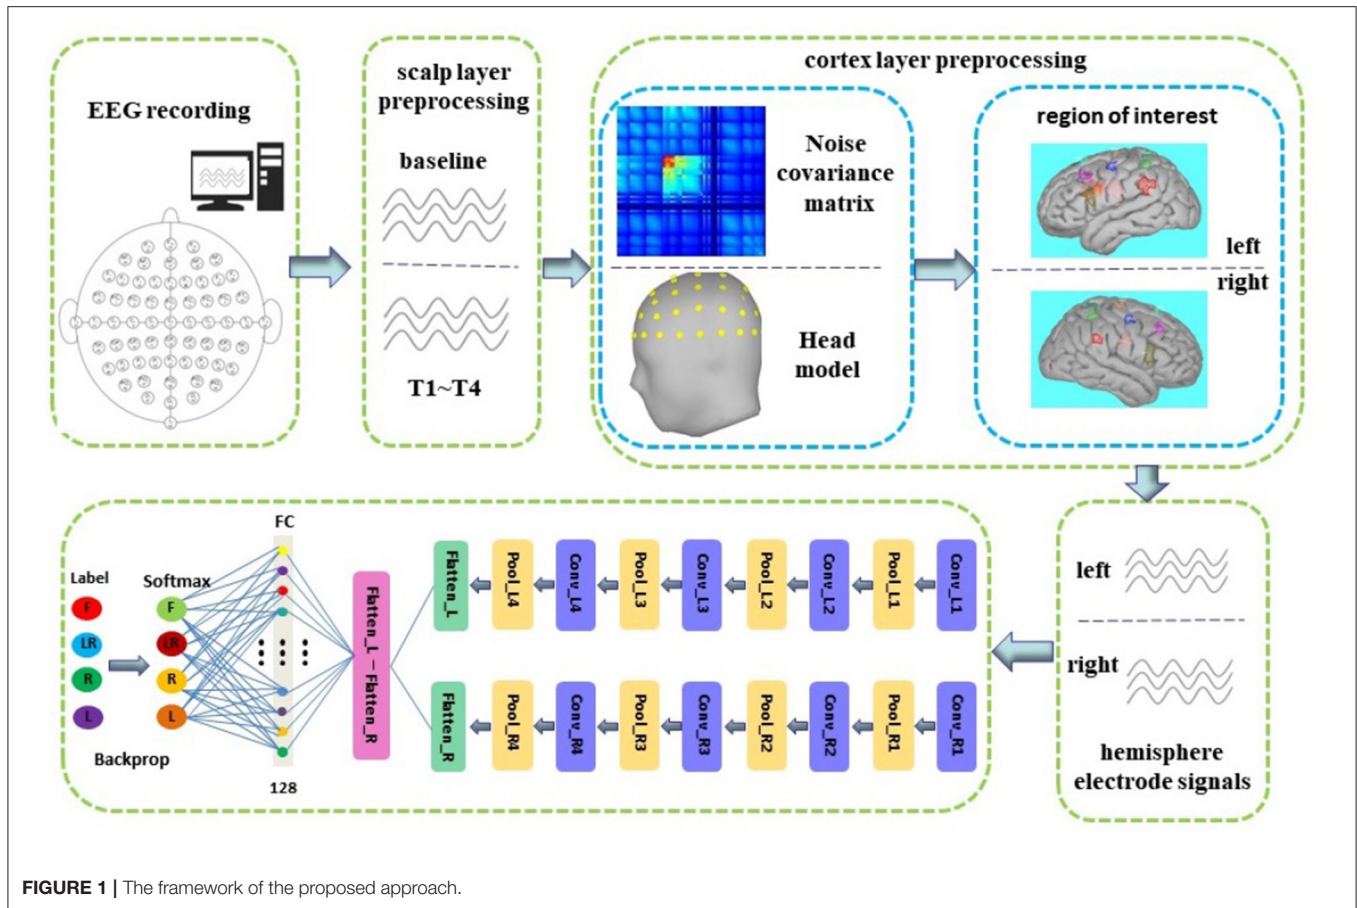 EEG recording
scalp layer
preprocessing
baseline
T1~T4
cortex layer preprocessing
Noise
covariance
matrix
Head
model
region of interest
left
right
left
right
hemisphere
electrode signals
Conv_L1
Pool_L1
Conv_L2
Pool_L2
Conv_L3
Pool_L3
Conv_L4
Pool_L4
Flatten_L
Conv_R1
Pool_R1
Conv_R2
Pool_R2
Conv_R3
Pool_R3
Conv_R4
Pool_R4
Flatten_R
Flatten_L – Flatten_R
FC
128
Softmax
F
LR
R
L
Label
F
LR
R
L
Backprop
FIGURE 1 | The framework of the proposed approach.